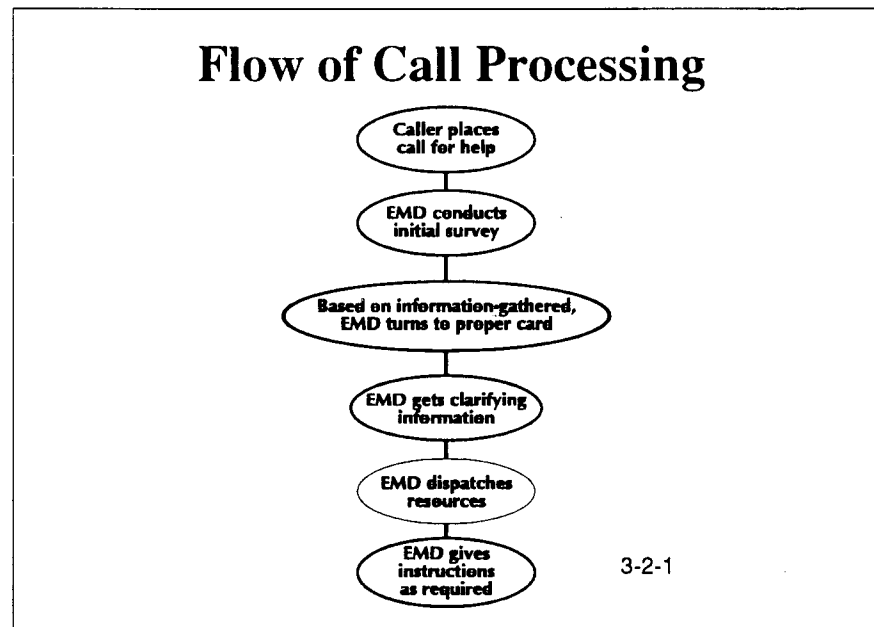 Flow of Call Processing
Caller places
call for help
EMD conducts
initial survey
Based on information-gathered,
EMD turns to proper card
EMD gets clarifying
information
EMD dispatches
resources
EMD gives
instructions
as required
3-2-1